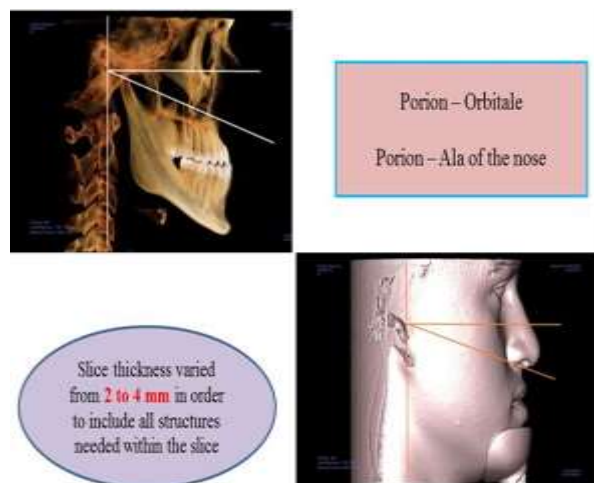 Porion – Orbitale
Porion – Ala of the nose
Slice thickness varied
from 2 to 4 mm in order
to include all structures
needed within the slice